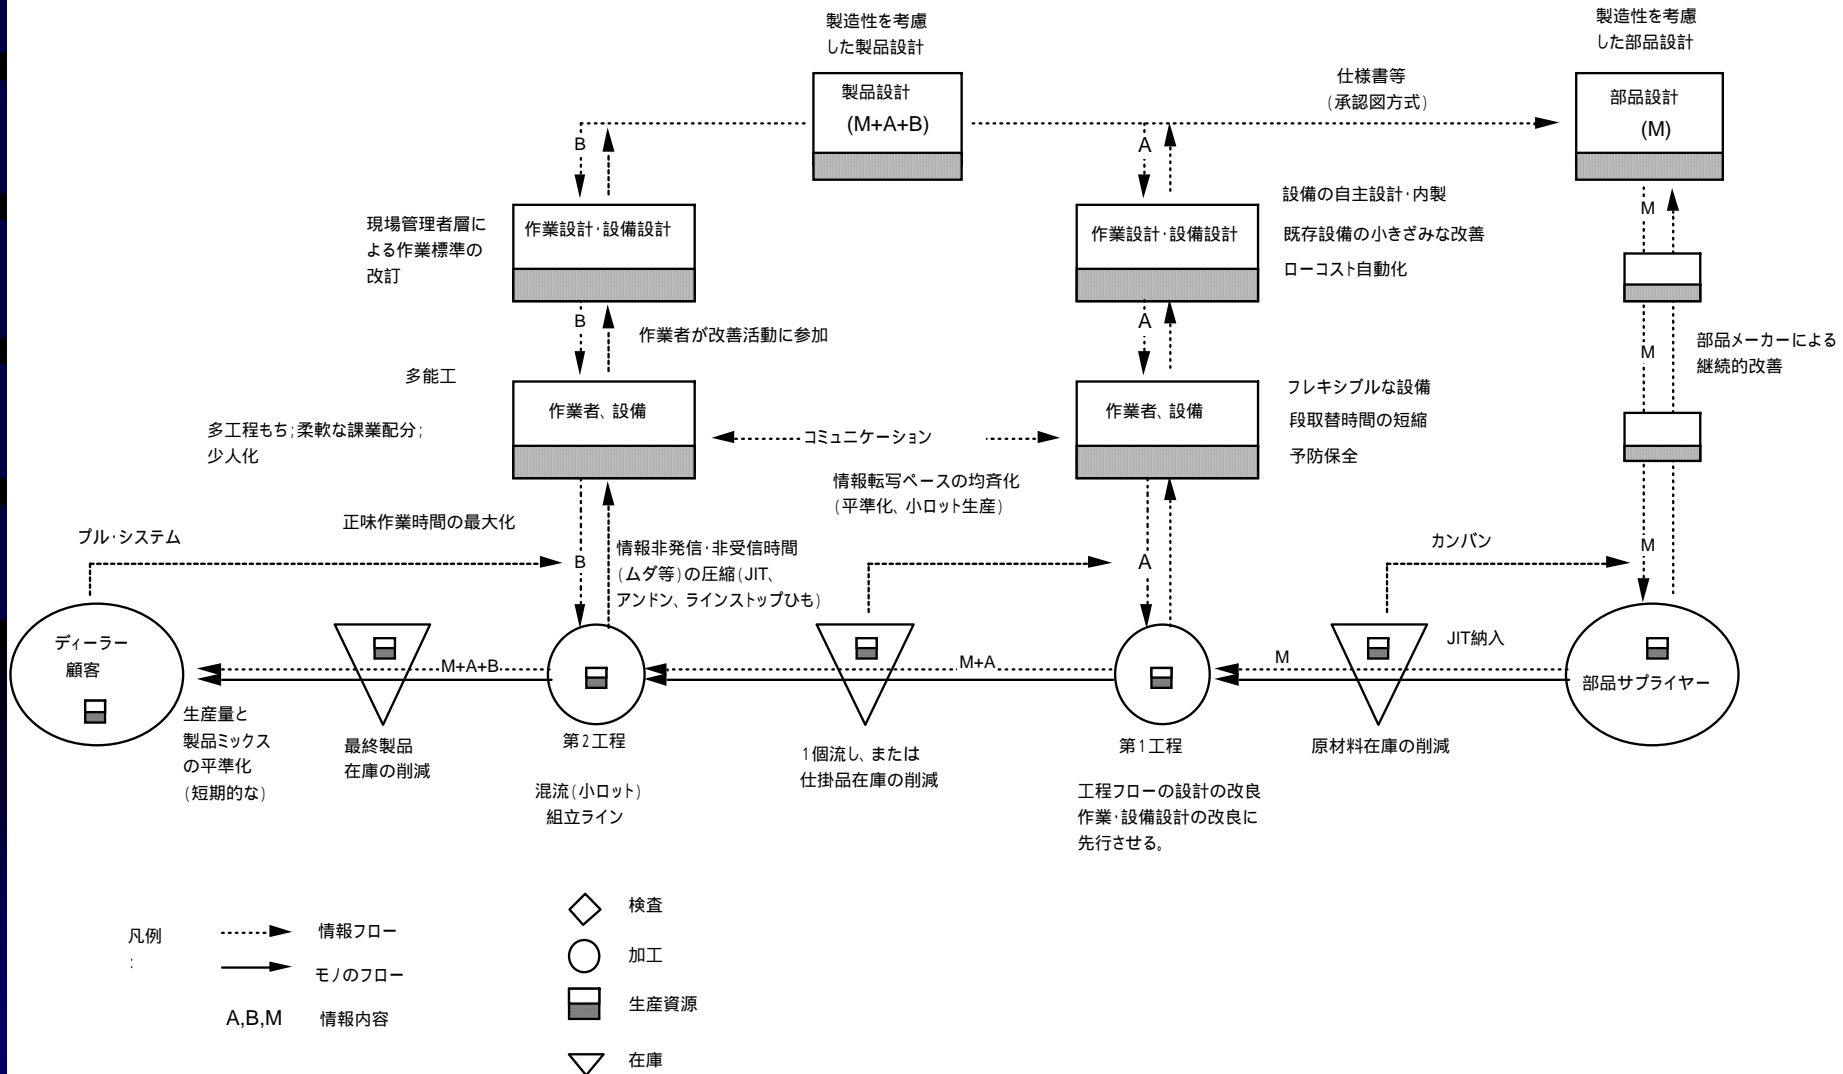 製造性を考慮
した製品設計
製造性を考慮
した部品設計
製品設計
(M+A+B)
仕様書等
(承認図方式)
部品設計
(M)
B
A
M
現場管理者層に
よる作業標準の
改訂
作業設計・設備設計
作業設計・設備設計
設備の自主設計・内製
既存設備の小きざみな改善
ローコスト自動化
B
作業者が改善活動に参加
A
M
部品メーカーによる
継続的改善
多能工
多工程もち;柔軟な課業配分;
少人化
作業者、設備
コミュニケーション
作業者、設備
フレキシブルな設備
段取替時間の短縮
予防保全
情報転写ペースの均斉化
(平準化、小ロット生産)
正味作業時間の最大化
プル・システム
B
情報非発信・非受信時間
(ムダ等)の圧縮(JIT、
アンドン、ラインストップひも)
A
カンバン
M
ディーラー
顧客
M+A+B
M+A
M
JIT納入
部品サプライヤー
生産量と
製品ミックス
の平準化
(短期的な)
最終製品
在庫の削減
第2工程
混流(小ロット)
組立ライン
1個流し、または
仕掛品在庫の削減
第1工程
工程フローの設計の改良
作業・設備設計の改良に
先行させる。
原材料在庫の削減
凡例
:
情報フロー
モノのフロー
A,B,M 情報内容
検査
加工
生産資源
在庫